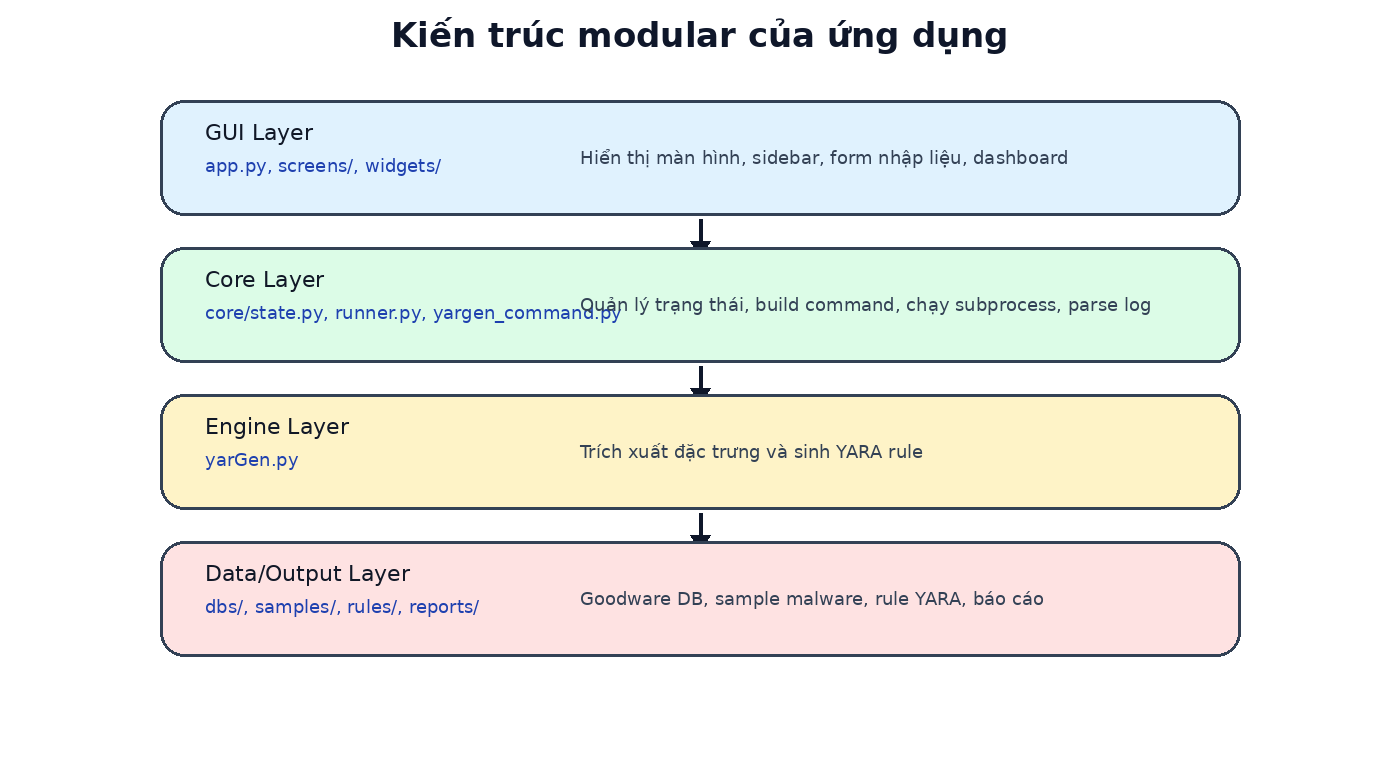 Kiến trúc modular của ứng dụng
GUI Layer
app.py, screens/, widgets/
Hiển thị màn hình, sidebar, form nhập liệu, dashboard
Core Layer
core/state.py, runner.py, yargen_command.py
Quản lý trạng thái, build command, chạy subprocess, parse log
Engine Layer
yarGen.py
Trích xuất đặc trưng và sinh YARA rule
Data/Output Layer
dbs/, samples/, rules/, reports/
Goodware DB, sample malware, rule YARA, báo cáo